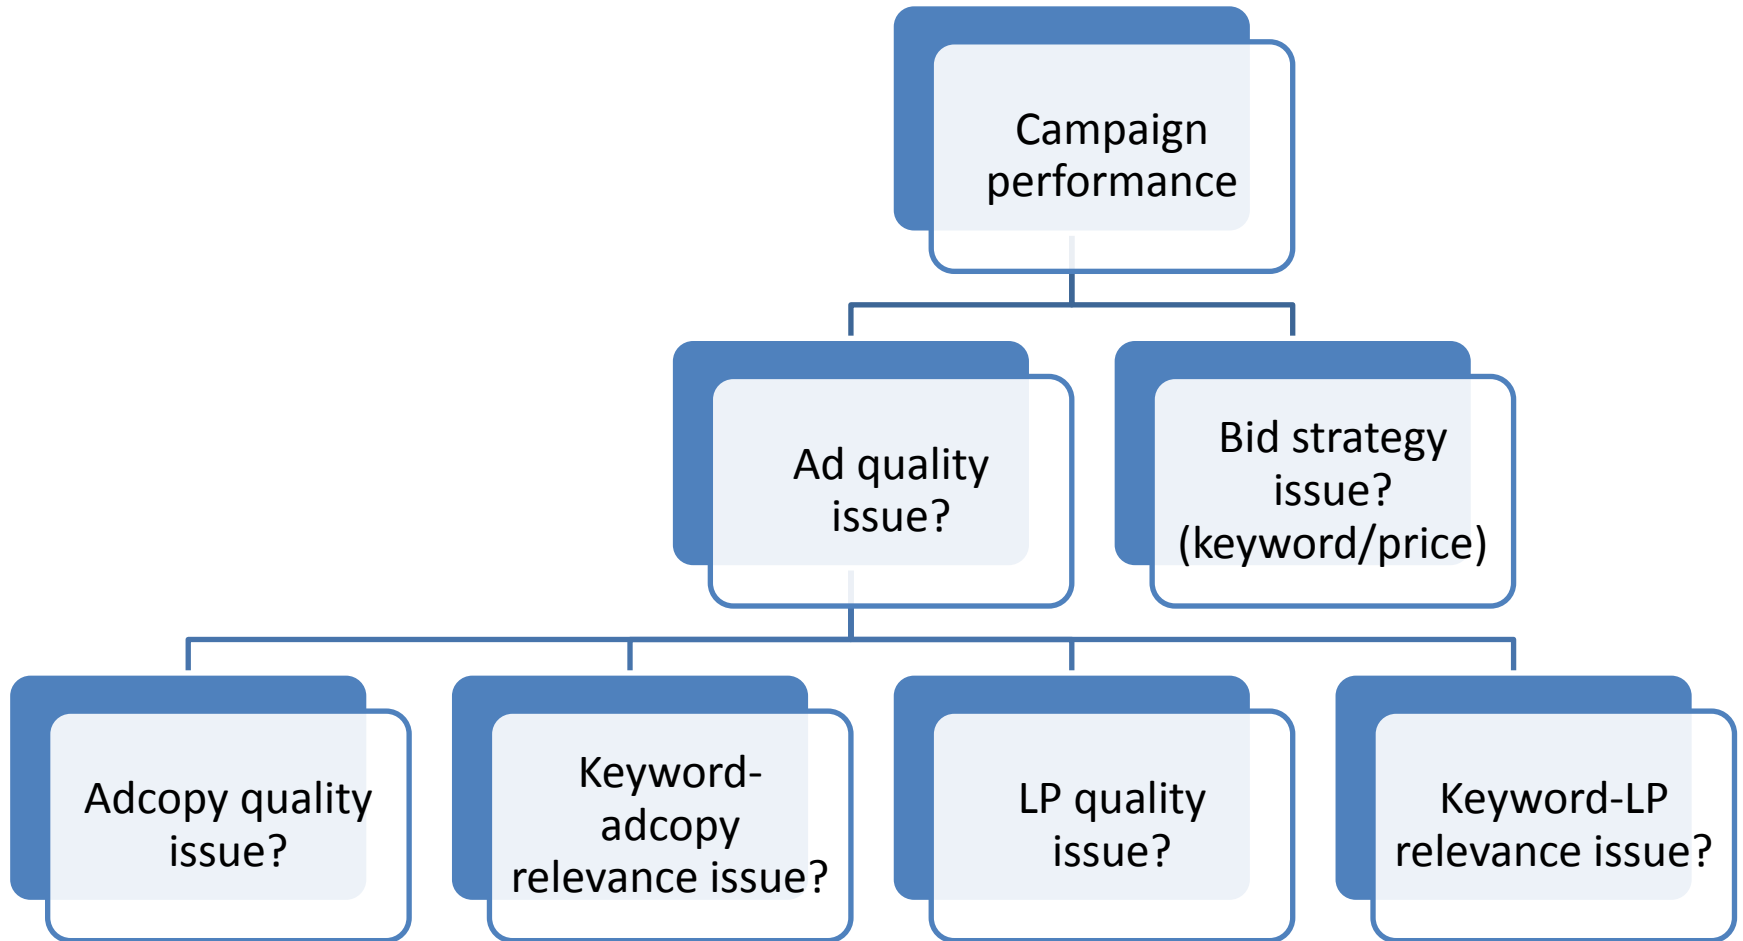 Campaign
performance
Ad quality
issue?
Bid strategy
issue?
(keyword/price)
Adcopy quality
issue?
Keyword-
adcopy
relevance issue?
LP quality
issue?
Keyword-LP
relevance issue?